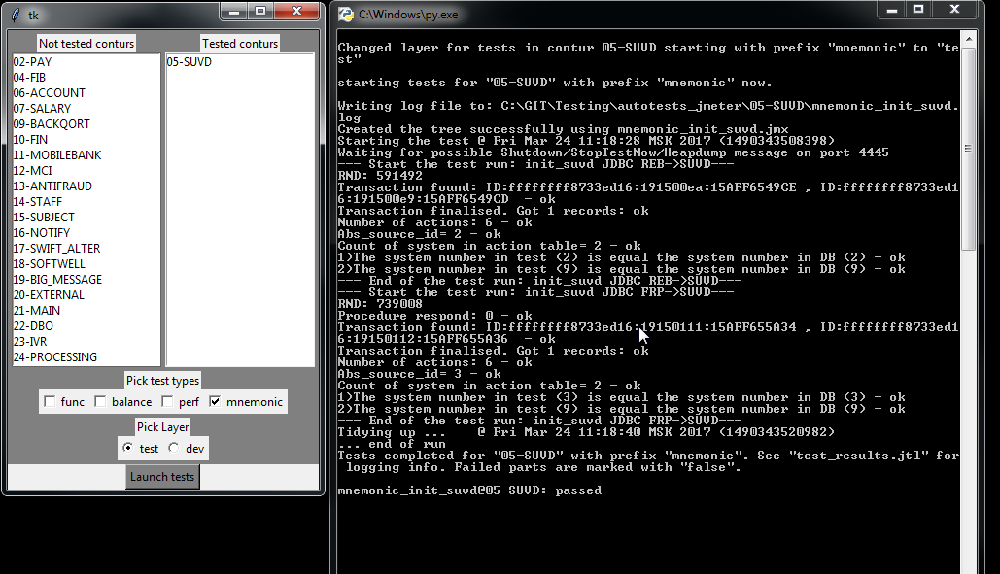 tk
Not tested conturs
Tested conturs
02-PAY
04-FIB
06-ACCOUNT
07-SALARY
09-BACKQORT
10-FIN
11-MOBILEBANK
12-MCI
13-ANTIFRAUD
14-STAFF
15-SUBJECT
16-NOTIFY
17-SWIFT_ALTER
18-SOFTWELL
19-BIG_MESSAGE
20-EXTERNAL
21-MAIN
22-DBO
23-IVR
24-PROCESSING
05-SUVD
Pick test types
func balance perf mnemonic
Pick Layer
test dev
Launch tests
C:\Windows\py.exe
Changed layer for tests in contur 05-SUVD starting with prefix "mnemonic" to "te
st"
starting tests for "05-SUVD" with prefix "mnemonic" now.
Writing log file to: C:\GIT\Testing\autotests_jmeter\05-SUVD\mnemonic_init_suvd.
log
Created the tree successfully using mnemonic_init_suvd.jmx
Starting the test @ Fri Mar 24 11:18:28 MSK 2017 (1490343508398)
Waiting for possible Shutdown/StopTestNow/Heapdump message on port 4445
--- Start the test run: init_suvd JDBC REB->SUVD---
RND: 591492
Transaction found: ID:ffffffff8733ed16:191500ea:15AFF6549CE , ID:ffffffff8733ed1
6:191500e9:15AFF6549CD  - ok
Transaction finalised. Got 1 records: ok
Number of actions: 6 - ok
Abs_source_id= 2 - ok
Count of system in action table= 2 - ok
1)The system number in test (2) is equal the system number in DB (2) - ok
2)The system number in test (9) is equal the system number in DB (9) - ok
--- End of the test run: init_suvd JDBC REB->SUVD---
--- Start the test run: init_suvd JDBC FRP->SUVD---
RND: 739008
Procedure respond: 0 - ok
Transaction found: ID:ffffffff8733ed16:19150111:15AFF655A34 , ID:ffffffff8733ed1
6:19150112:15AFF655A36  - ok
Transaction finalised. Got 1 records: ok
Number of actions: 6 - ok
Abs_source_id= 3 - ok
Count of system in action table= 2 - ok
1)The system number in test (3) is equal the system number in DB (3) - ok
2)The system number in test (9) is equal the system number in DB (9) - ok
--- End of the test run: init_suvd JDBC FRP->SUVD---
Tidying up ...    @ Fri Mar 24 11:18:40 MSK 2017 (1490343520982)
... end of run
Tests completed for "05-SUVD" with prefix "mnemonic". See "test_results.jtl" for
 logging info. Failed parts are marked with "false".
mnemonic_init_suvd@05-SUVD: passed